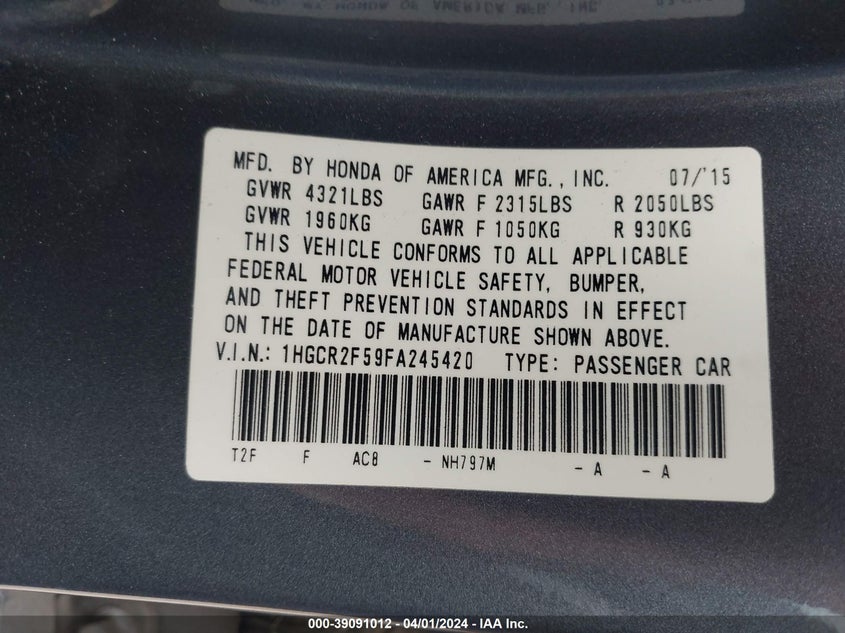 MFD. BY HONDA OF AMERICA MFG., INC. 07/'15
GVWR 4321LBS GAWR F 2315LBS R 2050LBS
GVWR 1960KG GAWR F 1050KG R 930KG
THIS VEHICLE CONFORMS TO ALL APPLICABLE
FEDERAL MOTOR VEHICLE SAFETY, BUMPER,
AND THEFT PREVENTION STANDARDS IN EFFECT
ON THE DATE OF MANUFACTURE SHOWN ABOVE.
V.I.N.: 1HGCR2F59FA245420 TYPE: PASSENGER CAR
T2F F AC8 - NH797M - A - A
000-39091012 - 04/01/2024 - IAA Inc.